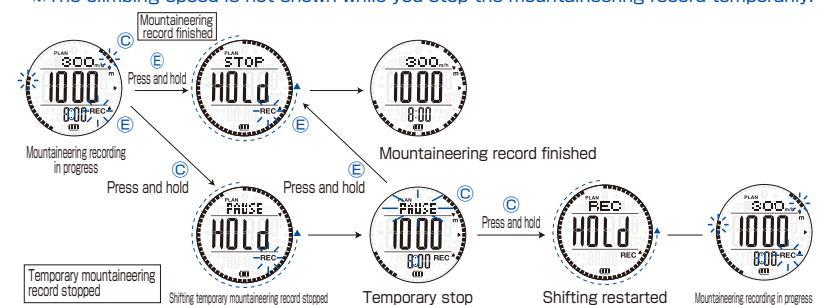 ※The climbing speed is not shown while you stop the mountaineering record temporarily.
Mountaineering
record finished
PLAN
300 m/h
m
1000
8:00 REC
Ⓒ
Ⓔ
Press and hold
Ⓔ
PLAN
STOP
HOLd
REC
Ⓔ
PLAN
300 m/h
m
1000
8:00
Mountaineering recording
in progress
Mountaineering record finished
Ⓒ
Press and hold
Ⓔ
Press and hold
PLAN
PAUSE
HOLd
REC
PLAN
PAUSE
m
1000
8:00 REC
Ⓒ
Ⓒ
Press and hold
PLAN
REC
HOLd
REC
PLAN
300 m/h
m
1000
8:00 REC
Temporary mountaineering
record stopped
Shifting temporary mountaineering record stopped
Temporary stop
Shifting restarted
Mountaineering recording in progress